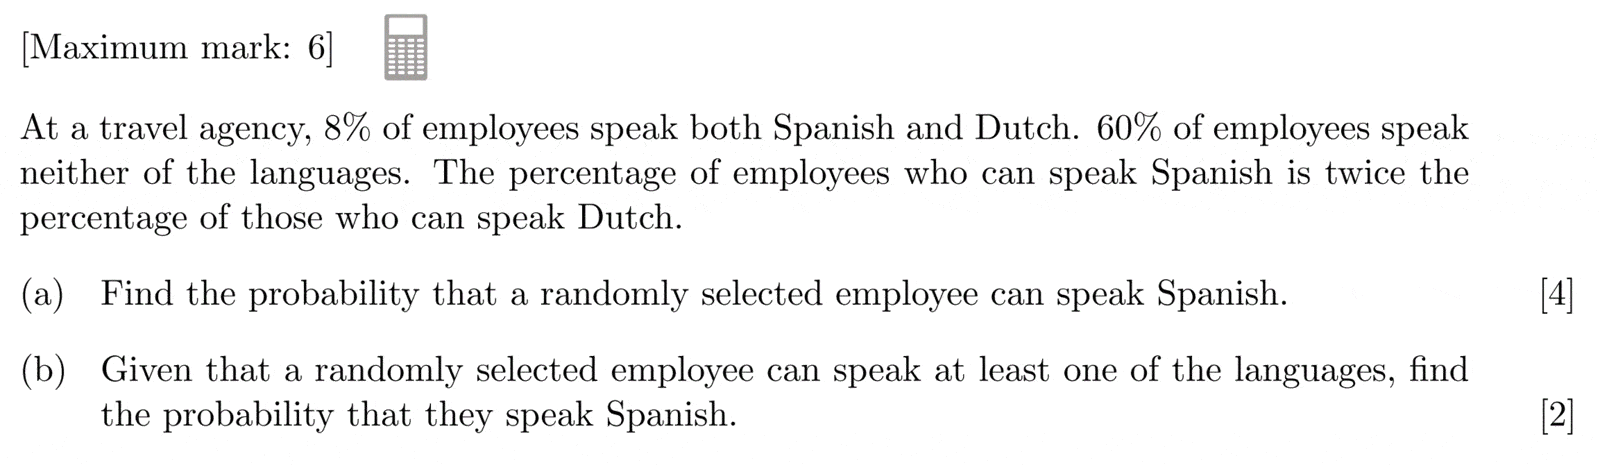 [Maximum mark: 6]
At a travel agency, 8% of employees speak both Spanish and Dutch. 60% of employees speak
neither of the languages. The percentage of employees who can speak Spanish is twice the
percentage of those who can speak Dutch.
(a) Find the probability that a randomly selected employee can speak Spanish. [4]
(b) Given that a randomly selected employee can speak at least one of the languages, find
the probability that they speak Spanish. [2]